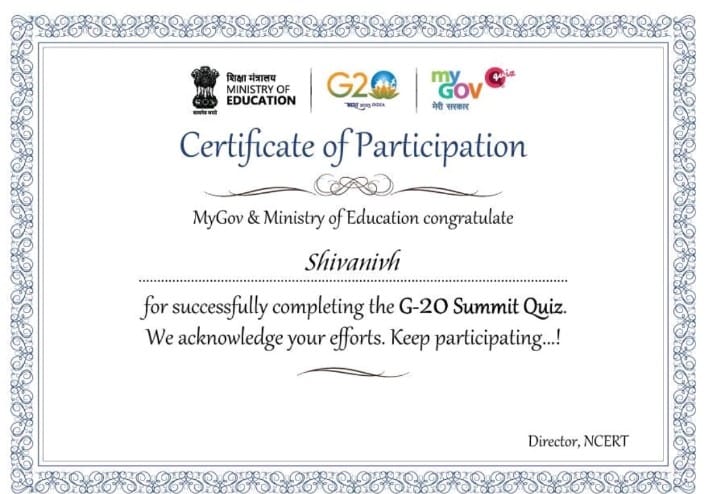 शिक्षा मंत्रालय
MINISTRY OF
EDUCATION
सत्यमेव जयते
G20
भारत 2023 INDIA
my
GOV
मेरी सरकार
quiz
Certificate of Participation
MyGov & Ministry of Education congratulate
Shivanivh
for successfully completing the G-20 Summit Quiz.
We acknowledge your efforts. Keep participating...!
Director, NCERT